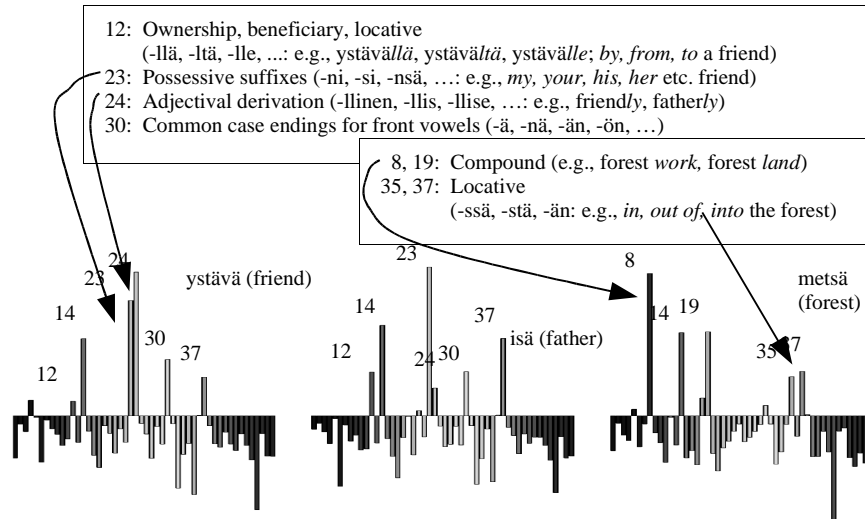 12: Ownership, beneficiary, locative
(-llä, -ltä, -lle, ...: e.g., ystävällä, ystävältä, ystävälle; by, from, to a friend)
23: Possessive suffixes (-ni, -si, -nsä, …: e.g., my, your, his, her etc. friend)
24: Adjectival derivation (-llinen, -llis, -llise, …: e.g., friendly, fatherly)
30: Common case endings for front vowels (-ä, -nä, -än, -ön, …)
8, 19: Compound (e.g., forest work, forest land)
35, 37: Locative
(-ssä, -stä, -än: e.g., in, out of, into the forest)
12
14
23
24
30
37
ystävä (friend)
12
14
23
24
30
37
isä (father)
8
14
19
35
37
metsä
(forest)